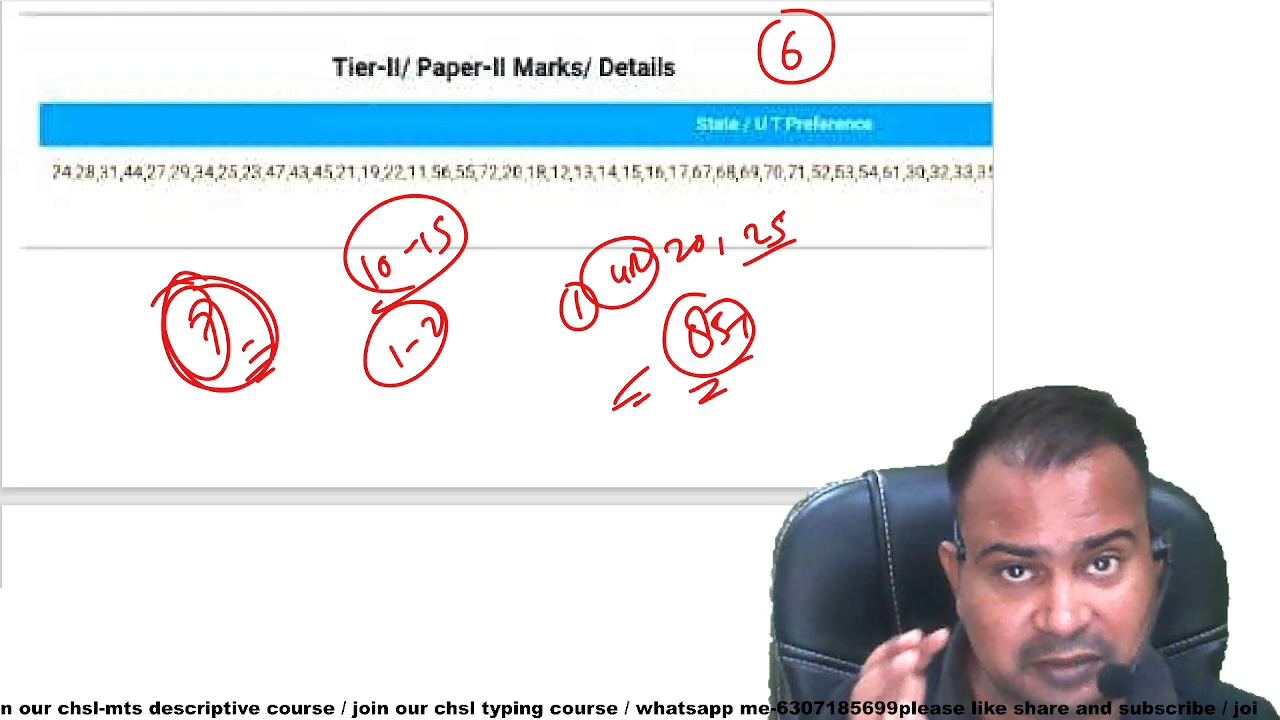 6
Tier-II/ Paper-II Marks/ Details
State / U T Preference
24,28,31,44,27,29,34,25,23,47,43,45,21,19,22,11,56,55,72,20,18,12,13,14,15,16,17,67,68,69,70,71,52,53,54,61,30,32,33,35
10-15
1 UR 20, 25
1-2
n our chsl-mts descriptive course / join our chsl typing course / whatsapp me-6307185699please like share and subscribe / joi